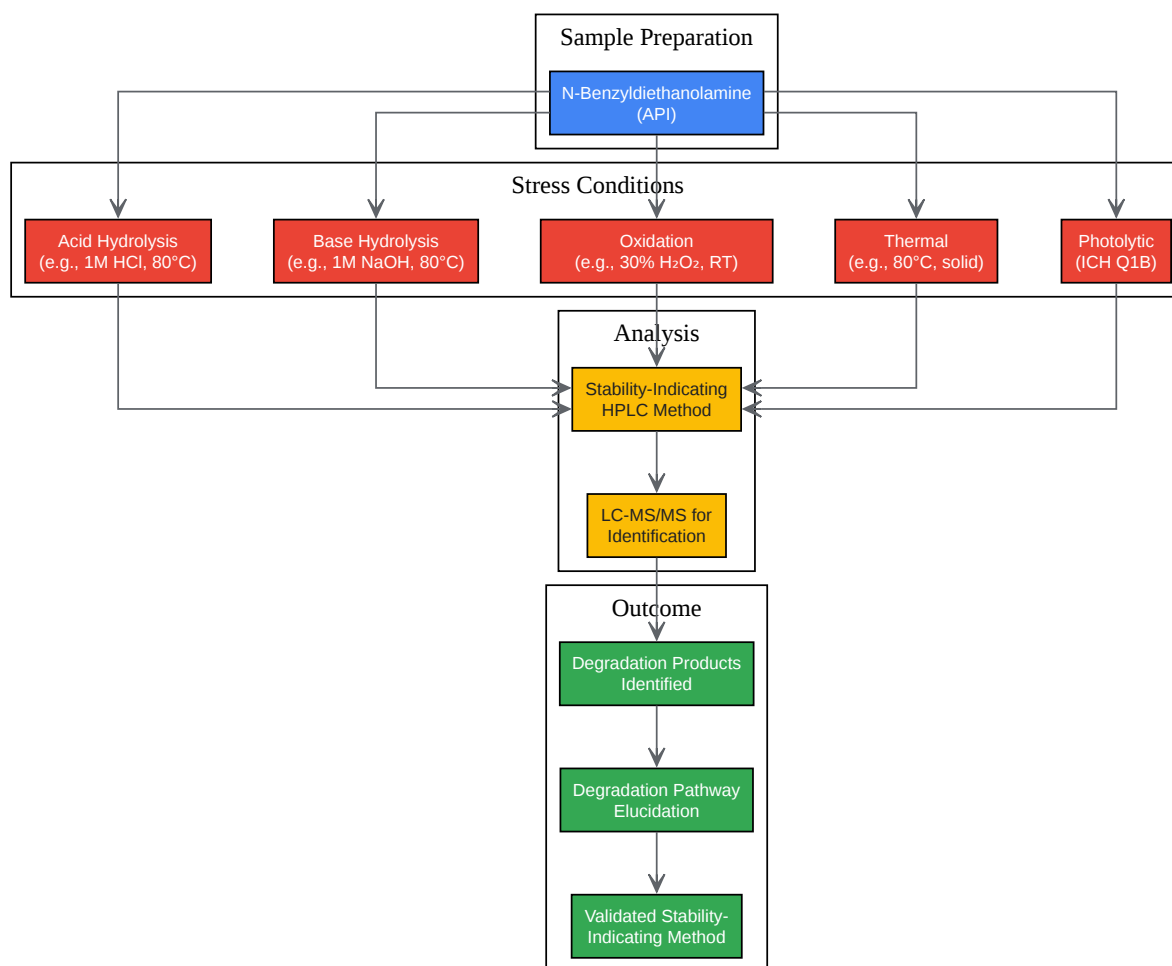 Sample Preparation
N-Benzyldiethanolamine
(API)
Stress Conditions
Acid Hydrolysis
(e.g., 1M HCl, 80°C)
Base Hydrolysis
(e.g., 1M NaOH, 80°C)
Oxidation
(e.g., 30% H₂O₂, RT)
Thermal
(e.g., 80°C, solid)
Photolytic
(ICH Q1B)
Analysis
Stability-Indicating
HPLC Method
LC-MS/MS for
Identification
Outcome
Degradation Products
Identified
Degradation Pathway
Elucidation
Validated Stability-
Indicating Method